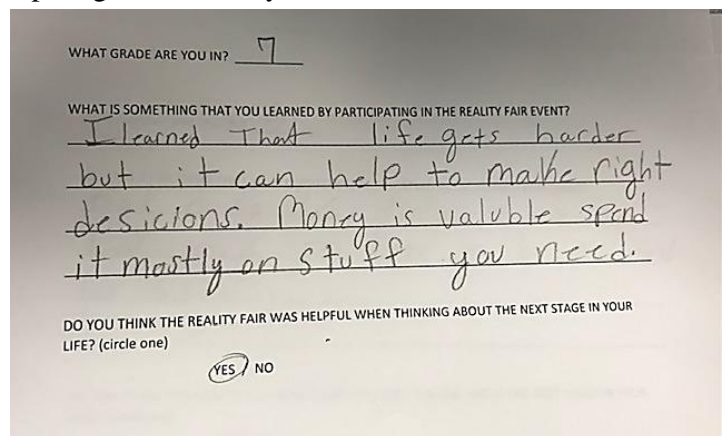 WHAT GRADE ARE YOU IN? 7
WHAT IS SOMETHING THAT YOU LEARNED BY PARTICIPATING IN THE REALITY FAIR EVENT?
I learned That life gets harder
but it can help to make right
desicions. Money is valuble spend
it mostly on stuff you need.
DO YOU THINK THE REALITY FAIR WAS HELPFUL WHEN THINKING ABOUT THE NEXT STAGE IN YOUR
LIFE? (circle one)
YES / NO